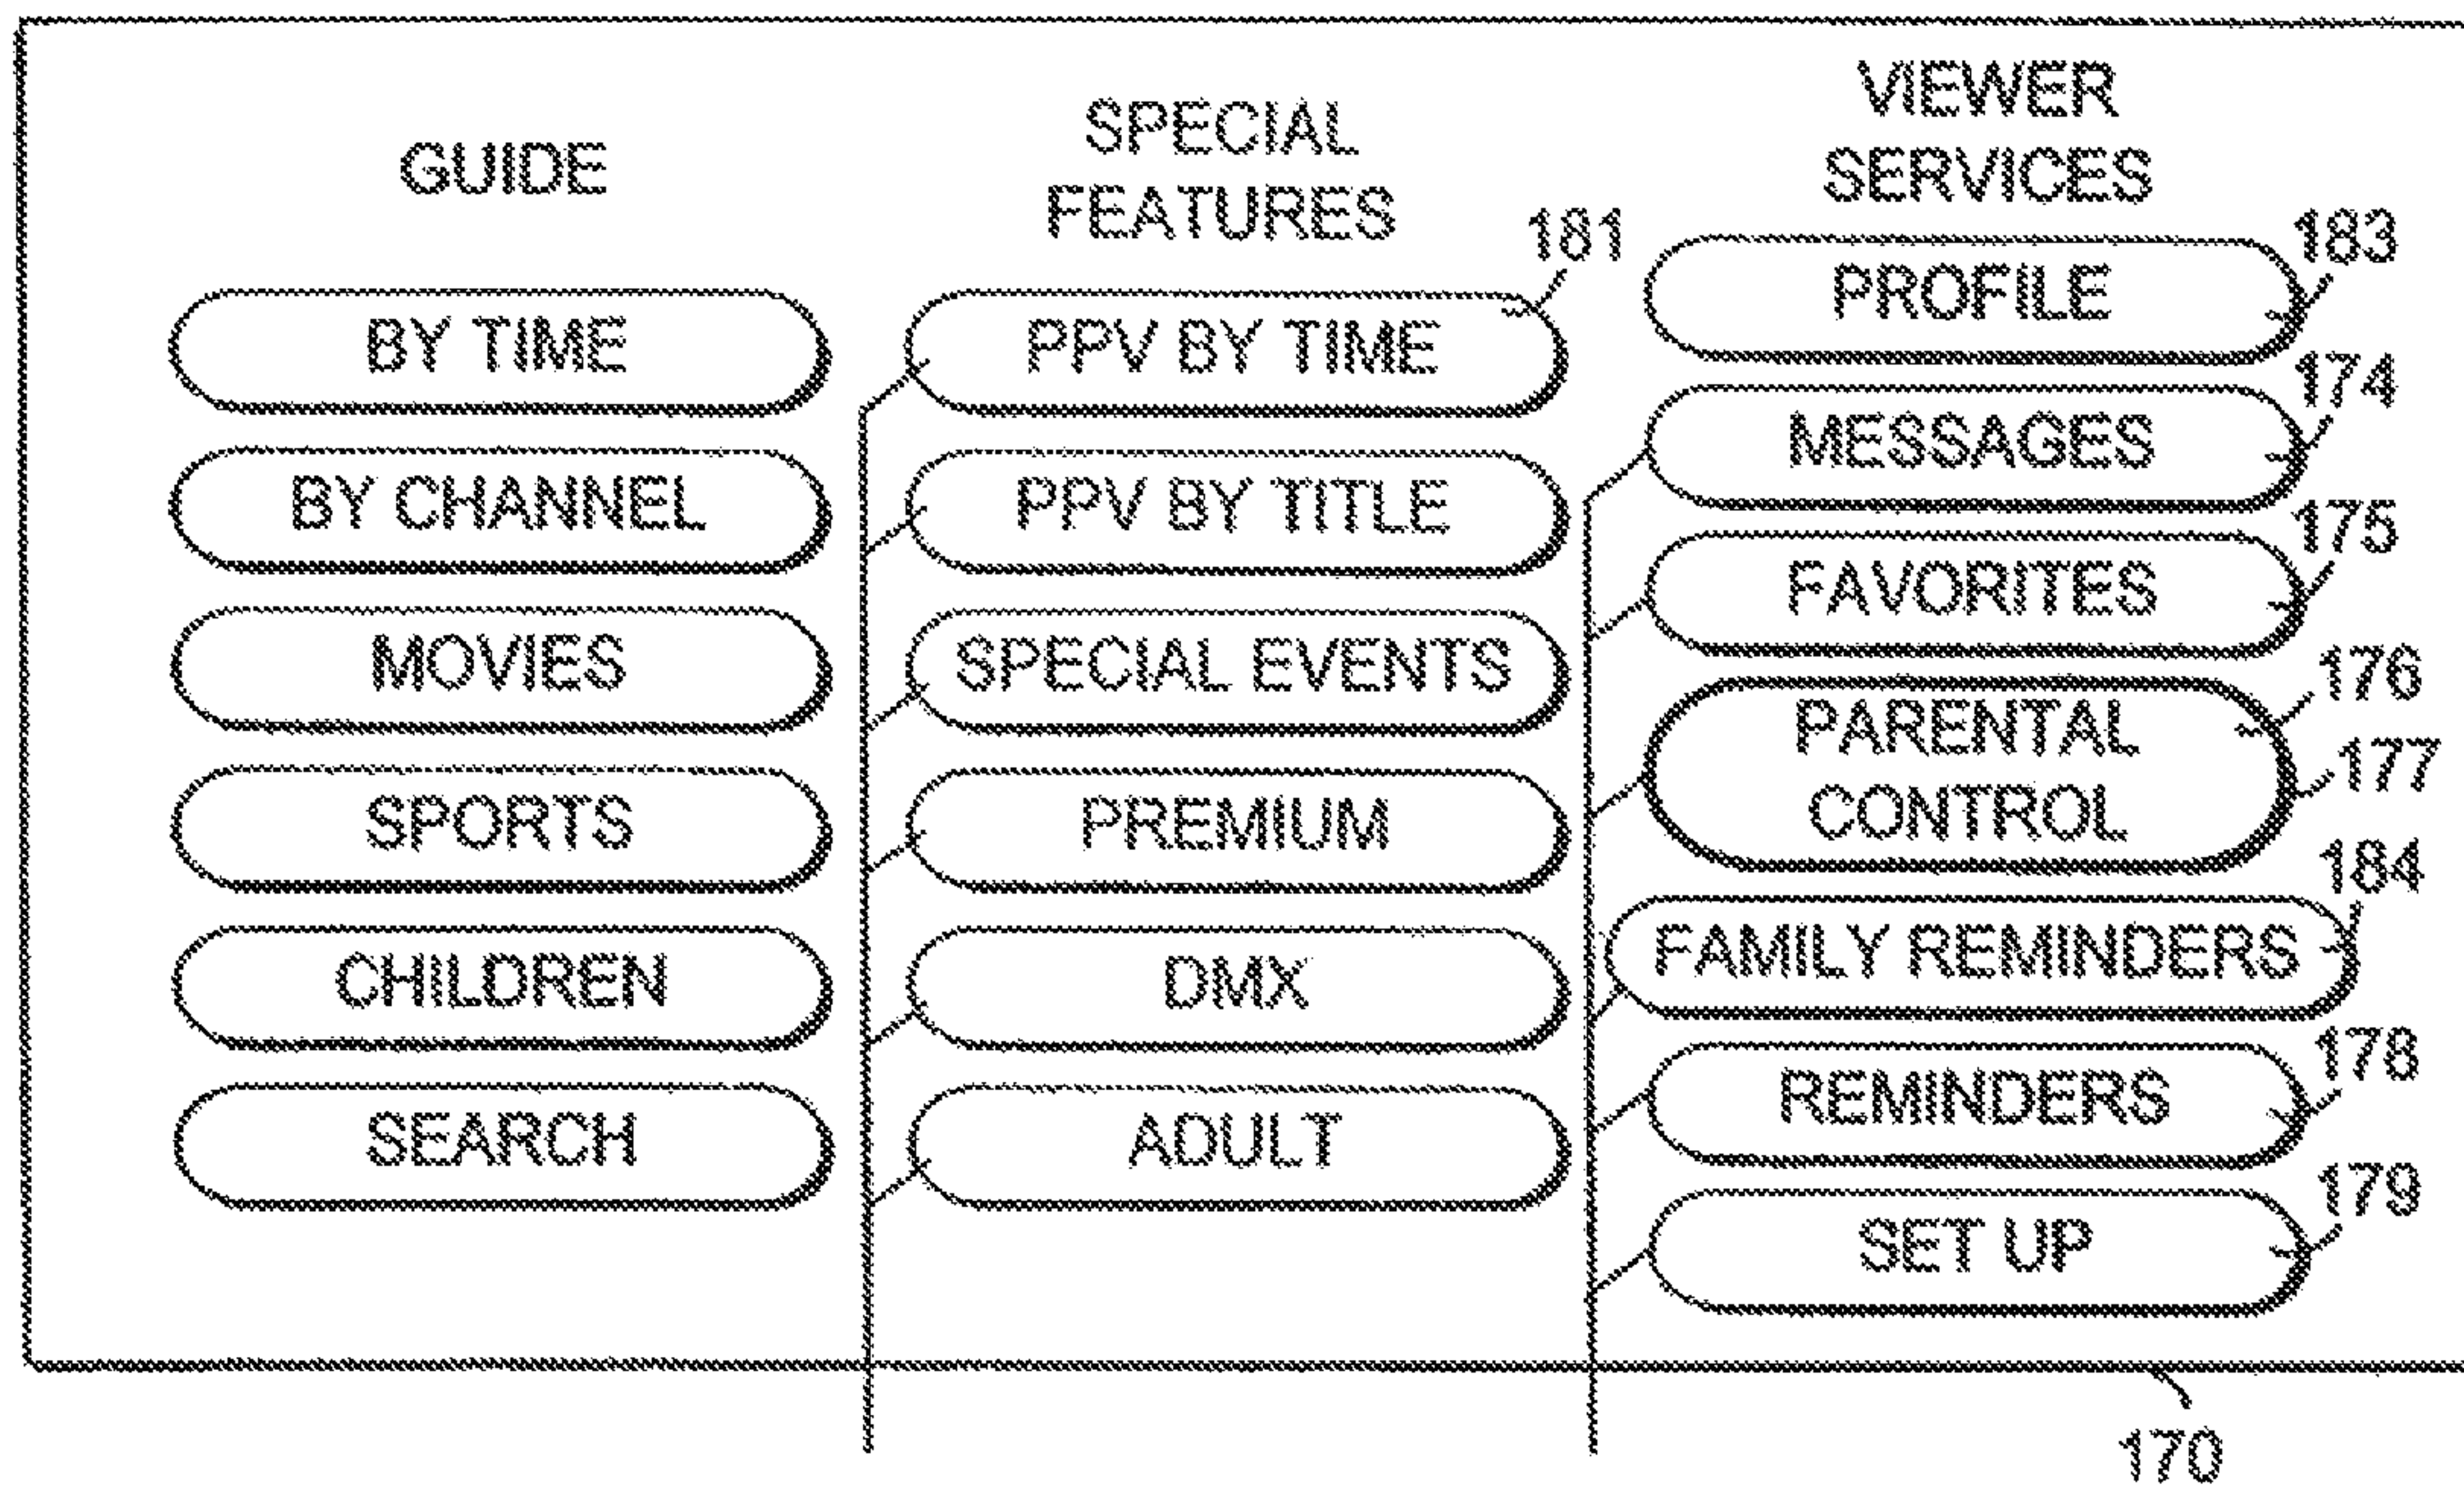 GUIDE
BY TIME
BY CHANNEL
MOVIES
SPORTS
CHILDREN
SEARCH
SPECIAL
FEATURES
181
PPV BY TIME
PPV BY TITLE
SPECIAL EVENTS
PREMIUM
DMX
ADULT
VIEWER
SERVICES
183
PROFILE
174
MESSAGES
175
FAVORITES
176
PARENTAL
177
CONTROL
184
FAMILY REMINDERS
178
REMINDERS
179
SET UP
170